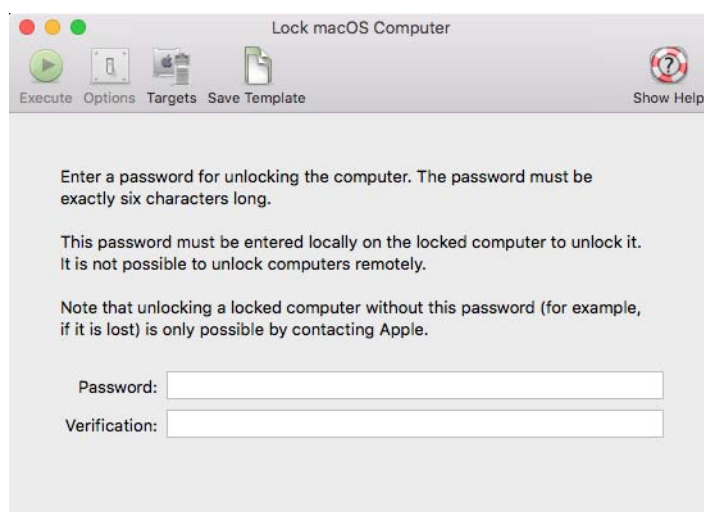 Lock macOS Computer
Execute Options Targets Save Template Show Help
Enter a password for unlocking the computer. The password must be
exactly six characters long.
This password must be entered locally on the locked computer to unlock it.
It is not possible to unlock computers remotely.
Note that unlocking a locked computer without this password (for example,
if it is lost) is only possible by contacting Apple.
Password:
Verification: